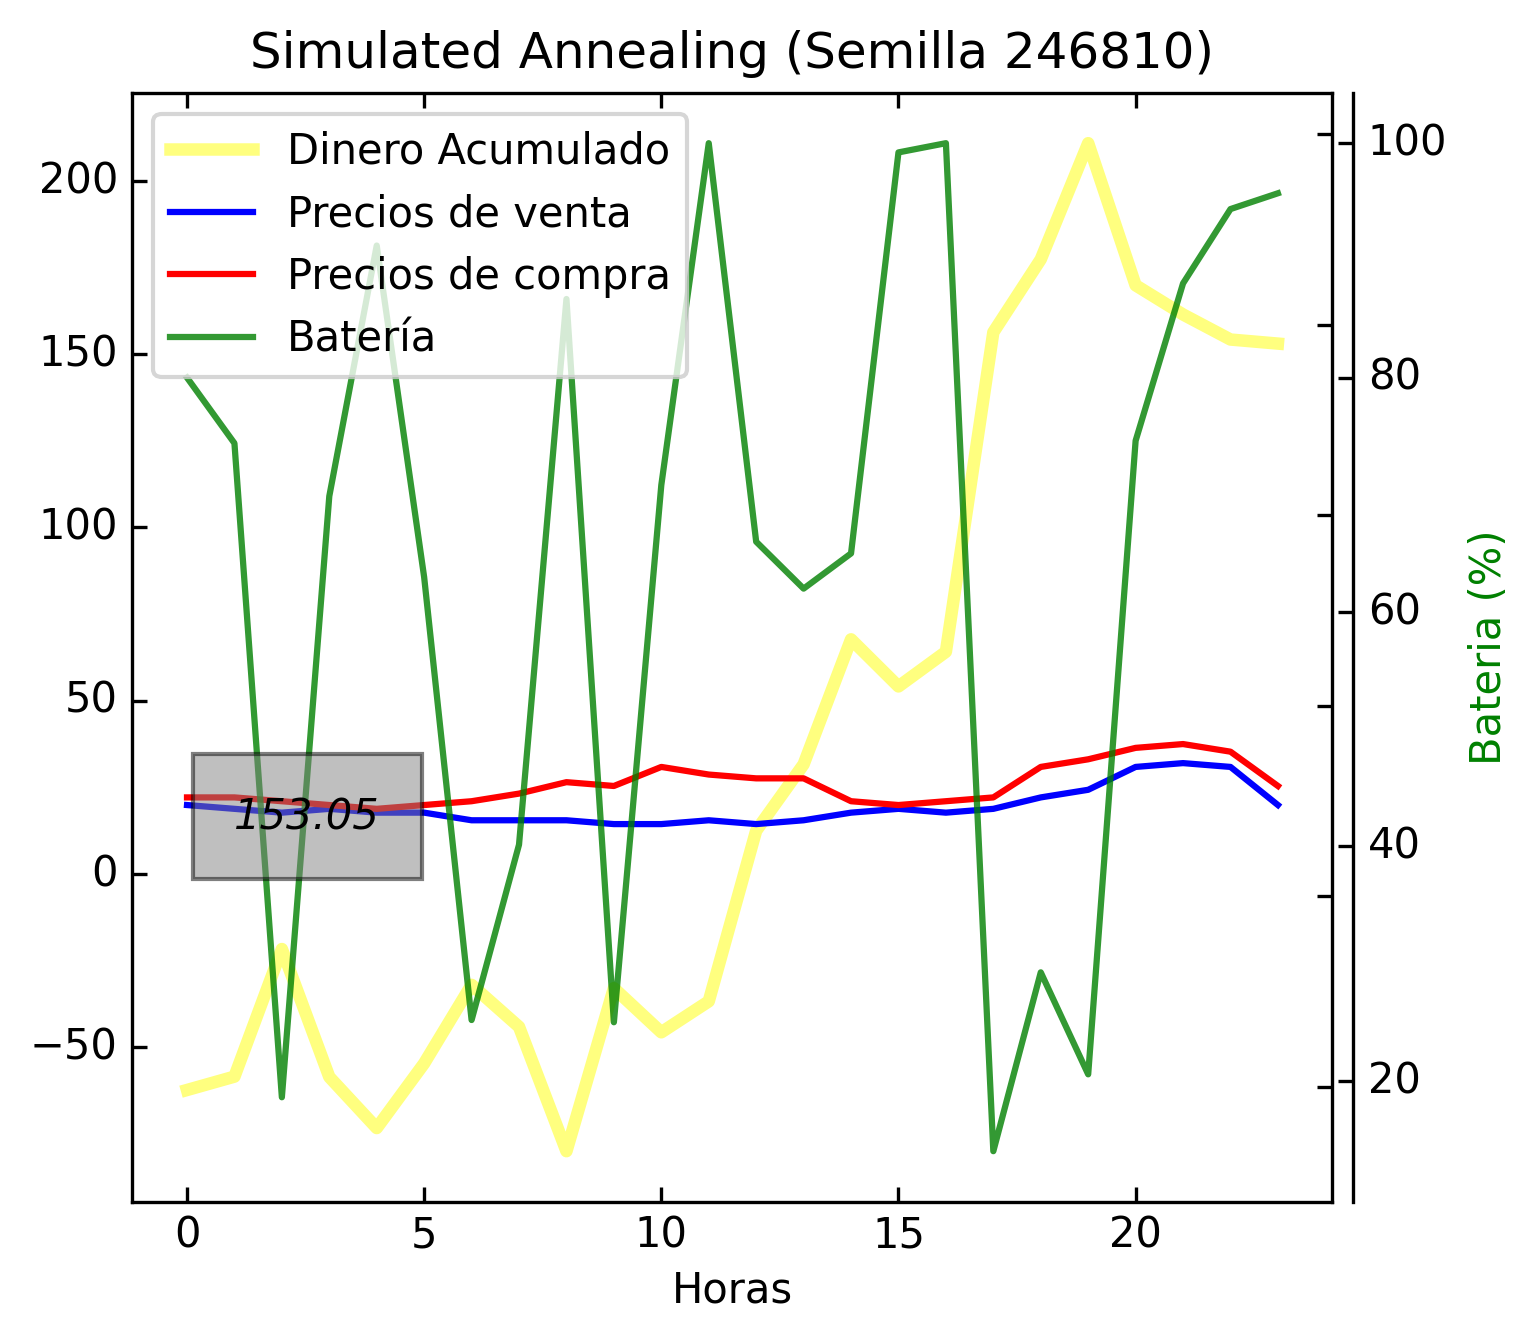 Simulated Annealing (Semilla 246810)
Dinero Acumulado
Precios de venta
Precios de compra
Batería
200
150
100
50
0
−50
153.05
100
80
60
40
20
Bateria (%)
0 5 10 15 20
Horas